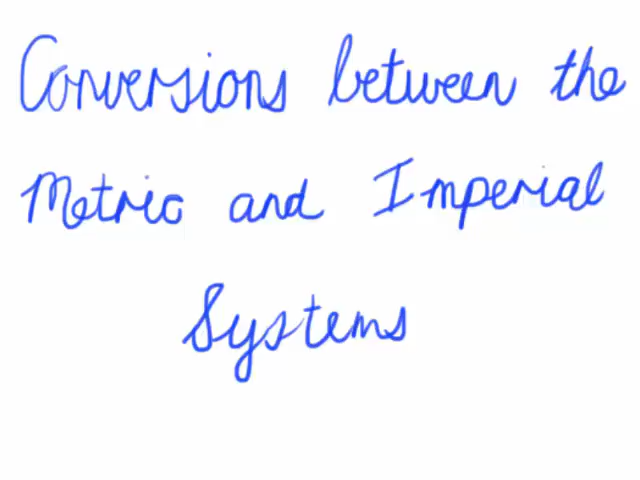 Conversions between the
Metric and Imperial
Systems